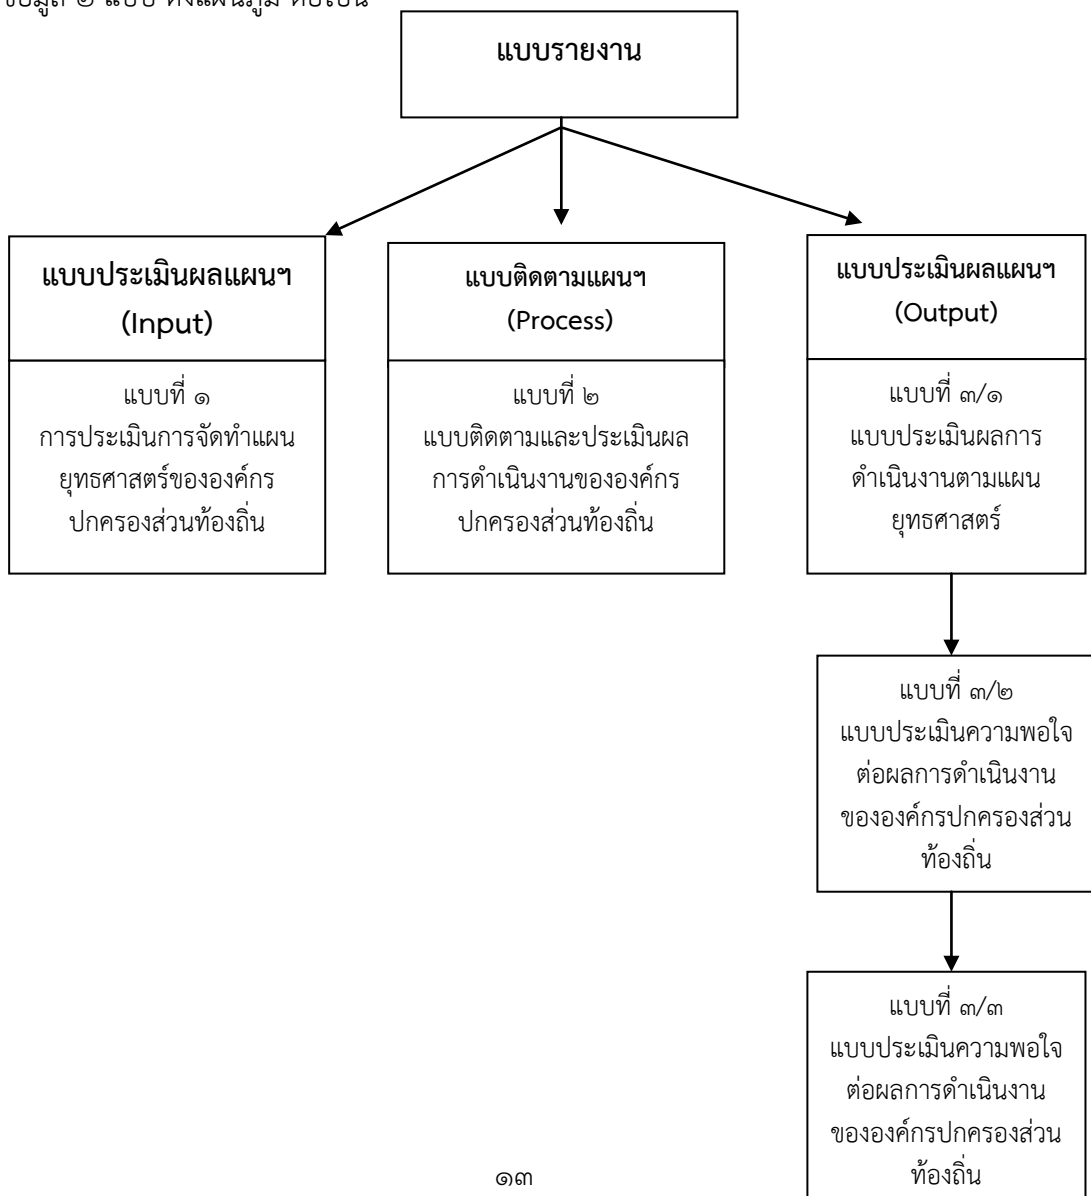 แบบรายงาน
แบบประเมินผลแผนฯ
(Input)
แบบที่ ๑
การประเมินการจัดทำแผน
ยุทธศาสตร์ขององค์กร
ปกครองส่วนท้องถิ่น
แบบติดตามแผนฯ
(Process)
แบบที่ ๒
แบบติดตามและประเมินผล
การดำเนินงานขององค์กร
ปกครองส่วนท้องถิ่น
แบบประเมินผลแผนฯ
(Output)
แบบที่ ๓/๑
แบบประเมินผลการ
ดำเนินงานตามแผน
ยุทธศาสตร์
แบบที่ ๓/๒
แบบประเมินความพอใจ
ต่อผลการดำเนินงาน
ขององค์กรปกครองส่วน
ท้องถิ่น
แบบที่ ๓/๓
แบบประเมินความพอใจ
ต่อผลการดำเนินงาน
ขององค์กรปกครองส่วน
ท้องถิ่น
๑๓